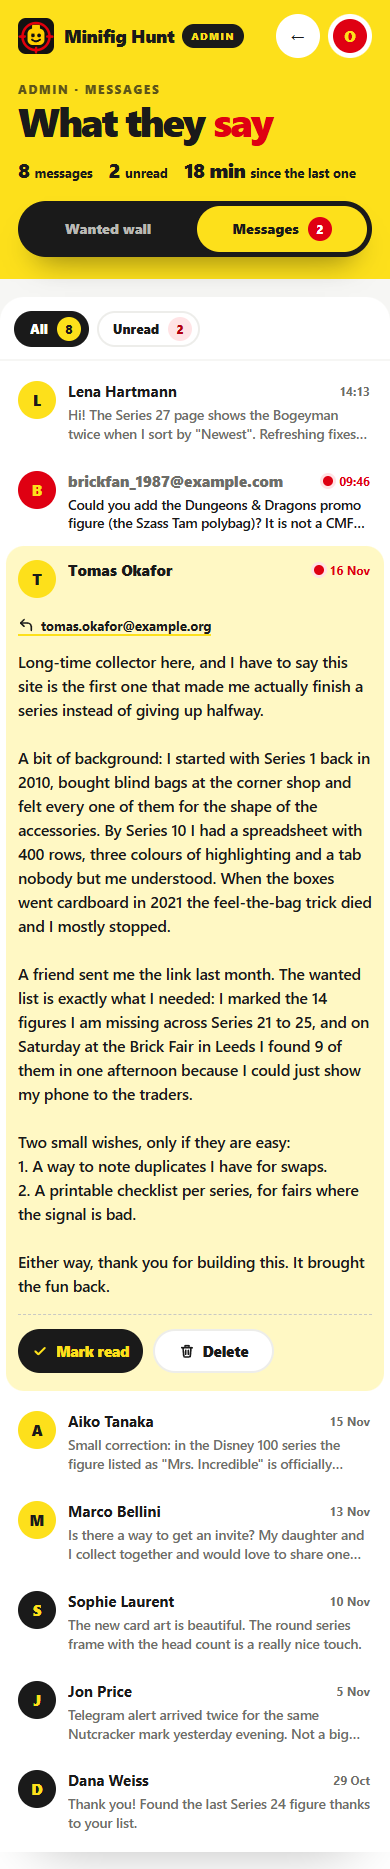 Minifig Hunt ADMIN ← 0
ADMIN · MESSAGES
What they say
8 messages 2 unread 18 min since the last one
Wanted wall Messages 2
All 8 Unread 2
L Lena Hartmann 14:13
Hi! The Series 27 page shows the Bogeyman
twice when I sort by "Newest". Refreshing fixes...
B brickfan_1987@example.com 09:46
Could you add the Dungeons & Dragons promo
figure (the Szass Tam polybag)? It is not a CMF...
T Tomas Okafor 16 Nov
tomas.okafor@example.org
Long-time collector here, and I have to say this
site is the first one that made me actually finish a
series instead of giving up halfway.
A bit of background: I started with Series 1 back in
2010, bought blind bags at the corner shop and
felt every one of them for the shape of the
accessories. By Series 10 I had a spreadsheet with
400 rows, three colours of highlighting and a tab
nobody but me understood. When the boxes
went cardboard in 2021 the feel-the-bag trick died
and I mostly stopped.
A friend sent me the link last month. The wanted
list is exactly what I needed: I marked the 14
figures I am missing across Series 21 to 25, and on
Saturday at the Brick Fair in Leeds I found 9 of
them in one afternoon because I could just show
my phone to the traders.
Two small wishes, only if they are easy:
1. A way to note duplicates I have for swaps.
2. A printable checklist per series, for fairs where
the signal is bad.
Either way, thank you for building this. It brought
the fun back.
Mark read Delete
A Aiko Tanaka 15 Nov
Small correction: in the Disney 100 series the
figure listed as "Mrs. Incredible" is officially...
M Marco Bellini 13 Nov
Is there a way to get an invite? My daughter and
I collect together and would love to share one...
S Sophie Laurent 10 Nov
The new card art is beautiful. The round series
frame with the head count is a really nice touch.
J Jon Price 5 Nov
Telegram alert arrived twice for the same
Nutcracker mark yesterday evening. Not a big...
D Dana Weiss 29 Oct
Thank you! Found the last Series 24 figure thanks
to your list.